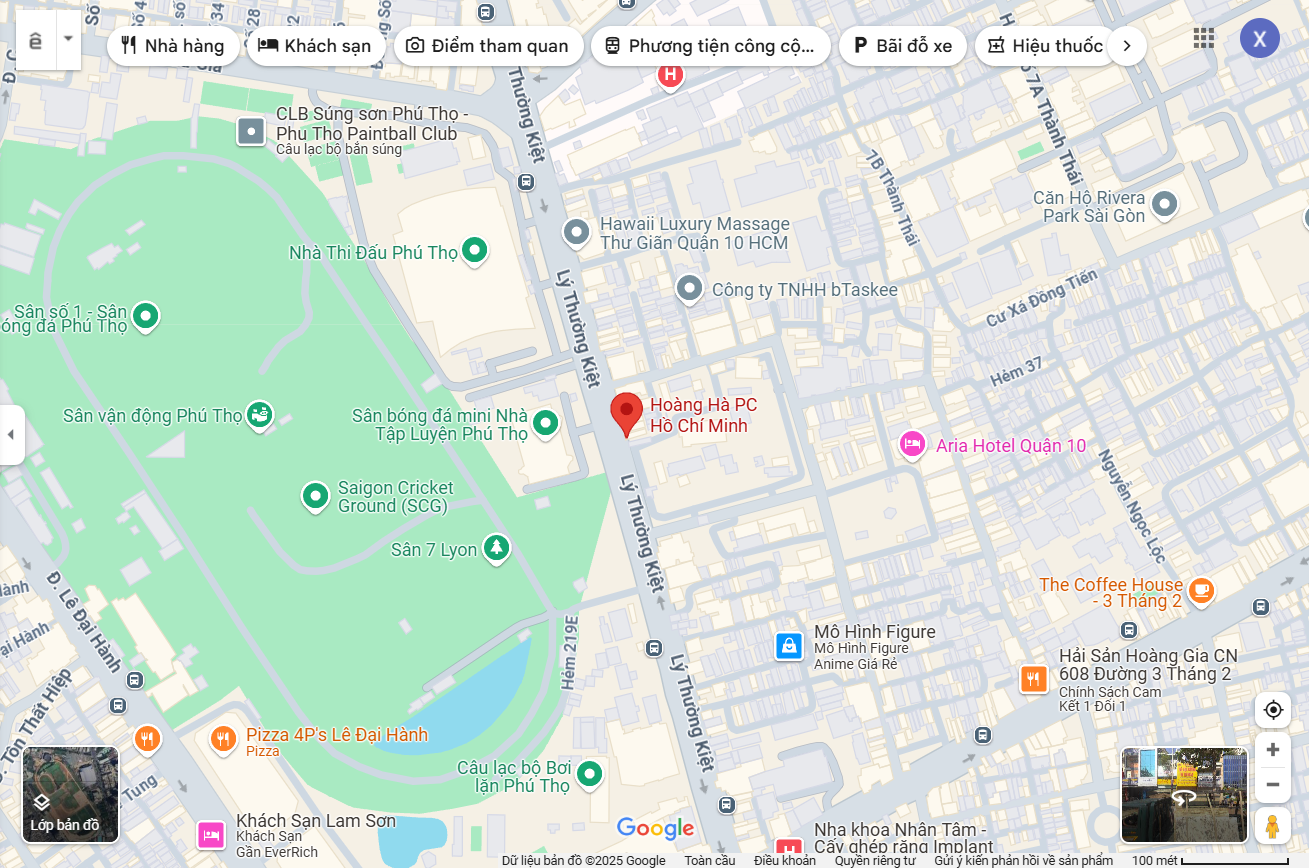 ê
Nhà hàng
Khách sạn
Điểm tham quan
Phương tiện công cộ...
P Bãi đỗ xe
Hiệu thuốc
X
H
Thường Kiệt
7A Thành Thái
CLB Súng sơn Phú Thọ -
Phu Tho Paintball Club
Câu lạc bộ bắn súng
1B Thành Thái
Căn Hộ Rivera
Park Sài Gòn
Hawaii Luxury Massage
Thư Giãn Quận 10 HCM
Nhà Thi Đấu Phú Thọ
Công ty TNHH bTaskee
Cư Xá Đồng Tiến
Lý Thường Kiệt
Sân số 1 - Sân
óng đá Phú Thọ
Hẻm 37
Hoàng Hà PC
Hồ Chí Minh
Sân vận động Phú Thọ
Sân bóng đá mini Nhà
Tập Luyện Phú Thọ
Aria Hotel Quận 10
Saigon Cricket
Ground (SCG)
Lý Thường Kiệt
Nguyễn Ngọc Lộc
Sân 7 Lyon
The Coffee House
- 3 Tháng 2
Đ. Lê Đại Hành
ại Hành
Hẻm 219E
Mô Hình Figure
Mô Hình Figure
Anime Giá Rẻ
Hải Sản Hoàng Gia CN
608 Đường 3 Tháng 2
Chính Sách Cam
Kết 1 Đổi 1
Lý Thường Kiệt
Tôn Thất Hiệp
Pizza 4P's Lê Đại Hành
Pizza
Câu lạc bộ Bơi
lặn Phú Thọ
Tung
Lớp bản đồ
Khách Sạn Lam Sơn
Khách Sạn
Gần EverRich
Google
Nha khoa Nhân Tâm -
Cấy ghép răng Implant
H
Dữ liệu bản đồ ©2025 Google
Toàn cầu
Điều khoản
Quyền riêng tư
Gửi ý kiến phản hồi về sản phẩm
100 mét